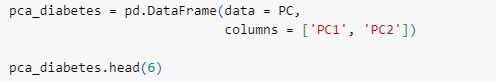 pca_diabetes = pd.DataFrame(data = PC,
                           columns = ['PC1', 'PC2'])
pca_diabetes.head(6)